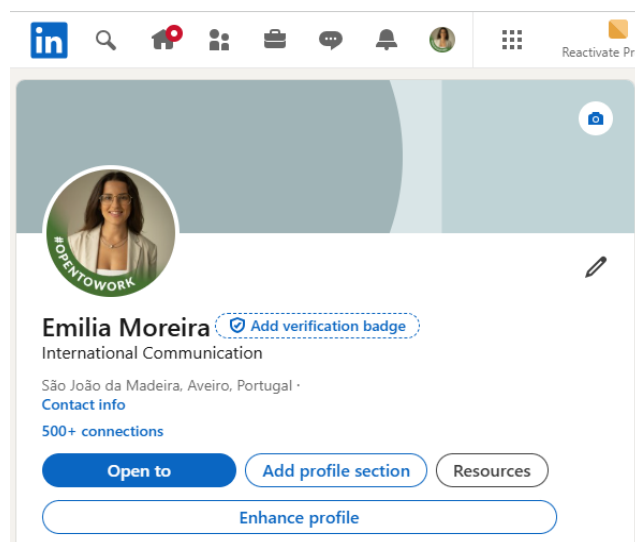 in
Reactivate Pr
#OPENTOWORK
Emilia Moreira
Add verification badge
International Communication
São João da Madeira, Aveiro, Portugal ·
Contact info
500+ connections
Open to
Add profile section
Resources
Enhance profile